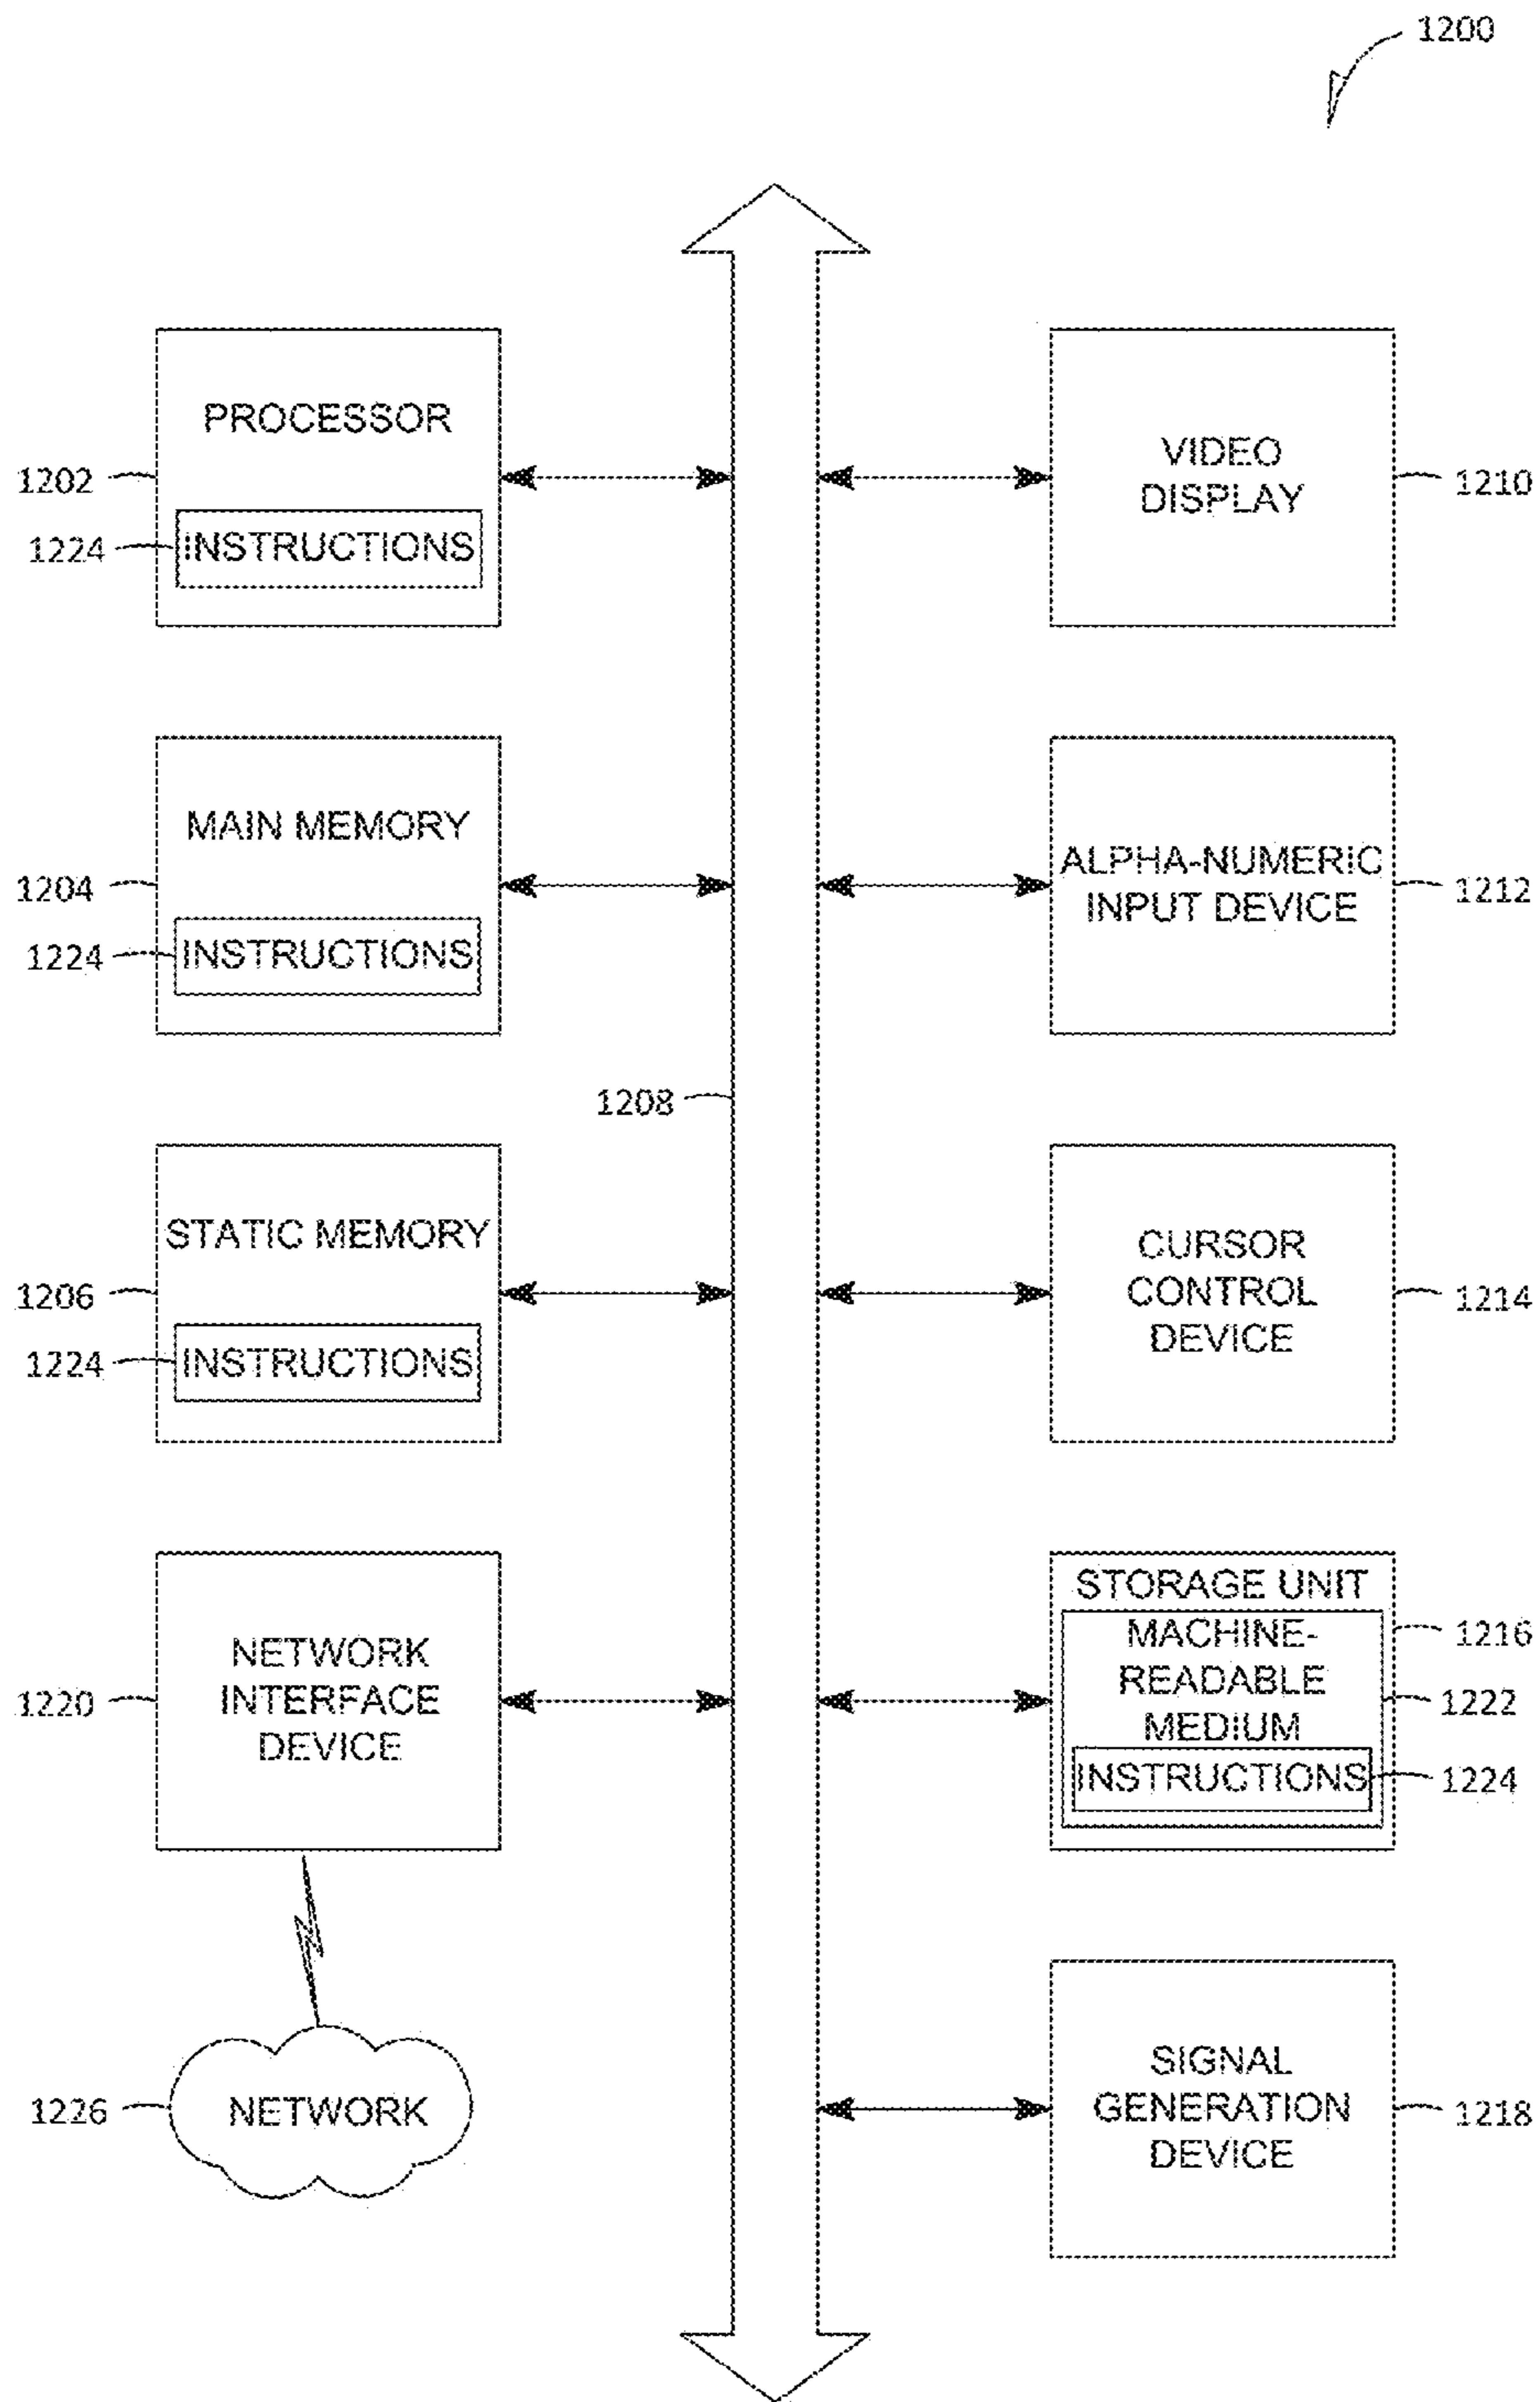 1200
PROCESSOR
1202
1224
INSTRUCTIONS
VIDEO
DISPLAY
1210
MAIN MEMORY
1204
1224
INSTRUCTIONS
ALPHA-NUMERIC
INPUT DEVICE
1212
1208
STATIC MEMORY
1206
1224
INSTRUCTIONS
CURSOR
CONTROL
DEVICE
1214
NETWORK
INTERFACE
DEVICE
1220
STORAGE UNIT
1216
MACHINE-
READABLE
MEDIUM
1222
INSTRUCTIONS
1224
1226
NETWORK
SIGNAL
GENERATION
DEVICE
1218